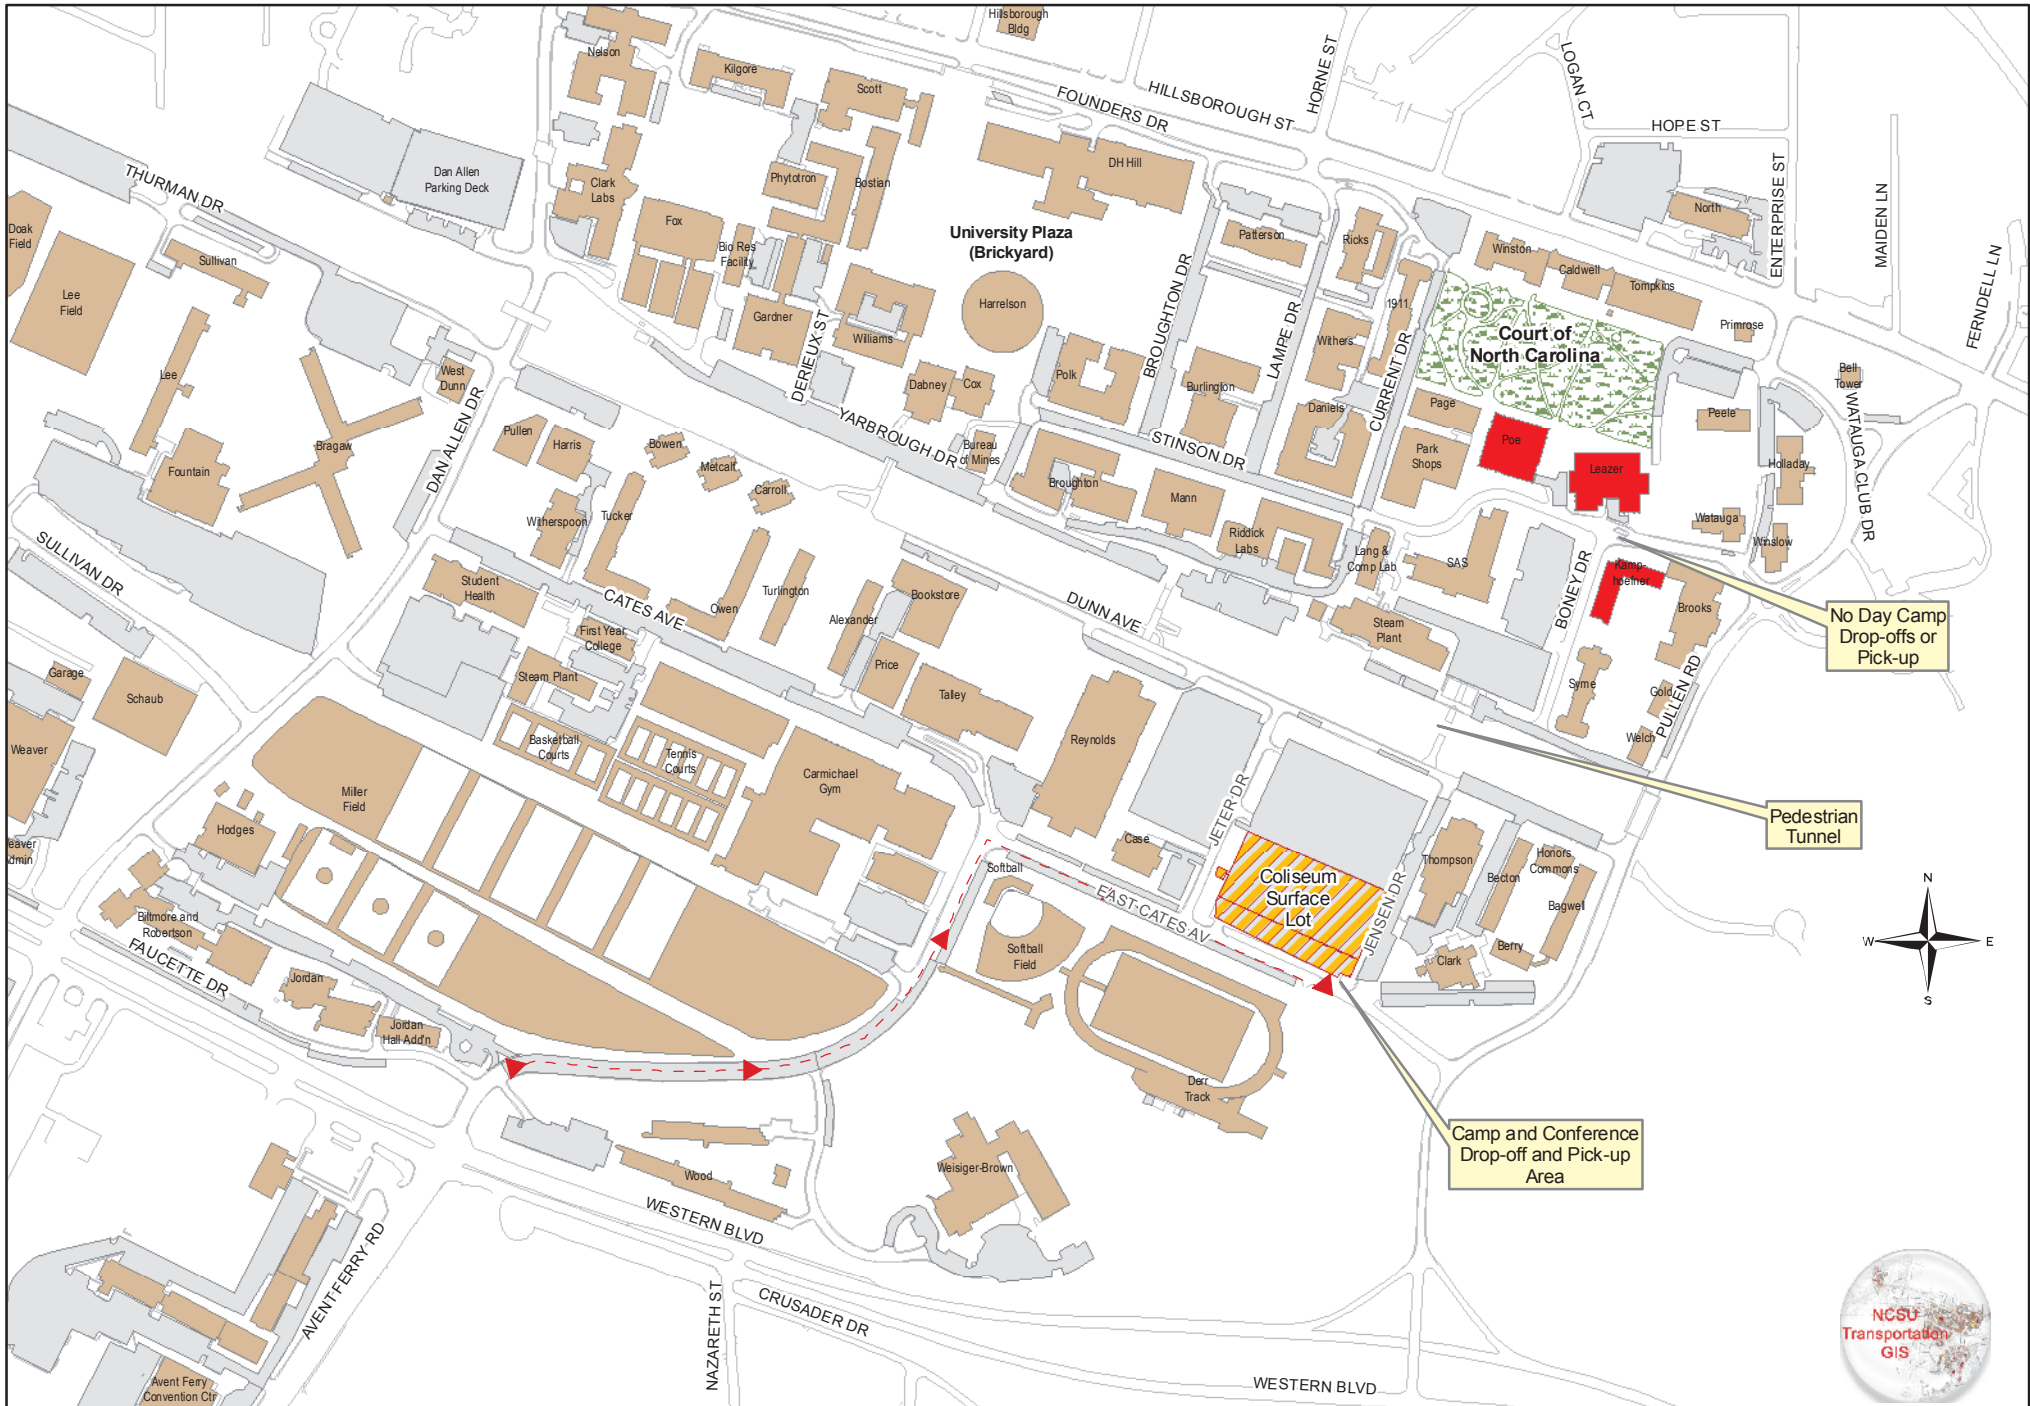 Hillsborough
Bldg
Nelson
Kilgore
Scott
HORNE ST
LOGAN CT
HILLSBOROUGH ST
FOUNDERS DR
HOPE ST
ENTERPRISE ST
MAIDEN LN
FERNDELL LN
THURMAN DR
Dan Allen
Parking Deck
Clark
Labs
Phytotron
Bostian
DH Hill
Fox
Bio Res
Facility
University Plaza
(Brickyard)
Patterson
Ricks
North
Winston
Caldwell
Tompkins
Doak
Field
Sullivan
Lee
Field
Harrelson
BROUGHTON DR
LAMPE DR
1911
Gardner
DERIEUX ST
Williams
Withers
CURRENT DR
Court of
North Carolina
Primrose
Lee
West
Dunn
Dabney
Cox
Polk
Burlington
Daniels
Page
Bell
Tower
Peele
WATAUGA CLUB DR
DAN ALLEN DR
Pullen
Harris
Bowen
Metcalf
Carroll
YARBROUGH DR
Bureau
of Mines
STINSON DR
Park
Shops
Poe
Leazer
Holladay
Bragaw
Fountain
Broughton
Mann
Riddick
Labs
Lang &
Comp Lab
SAS
Watauga
Winslow
Witherspoon
Tucker
SULLIVAN DR
Student
Health
CATES AVE
Owen
Turlington
Alexander
Bookstore
DUNN AVE
Steam
Plant
BONEY DR
Kamp-
hoefner
Brooks
No Day Camp
Drop-offs or
Pick-up
First Year
College
Garage
Schaub
Steam Plant
Price
Talley
Syme
Gold
PULLEN RD
Welch
Weaver
Basketball
Courts
Tennis
Courts
Reynolds
Carmichael
Gym
Miller
Field
JETER DR
Pedestrian
Tunnel
Hodges
eaver
dmin
Case
Softball
Thompson
Honors
Commons
Becton
Bagwell
Coliseum
Surface
Lot
EAST CATES AV
JENSEN DR
N
W
E
S
Biltmore and
Robertson
FAUCETTE DR
Softball
Field
Berry
Clark
Jordan
Jordan
Hall Add'n
Derr
Track
Camp and Conference
Drop-off and Pick-up
Area
Wood
Weisiger-Brown
WESTERN BLVD
AVENT FERRY RD
NAZARETH ST
CRUSADER DR
WESTERN BLVD
Avent Ferry
Convention Ctr
NCSU
Transportation
GIS